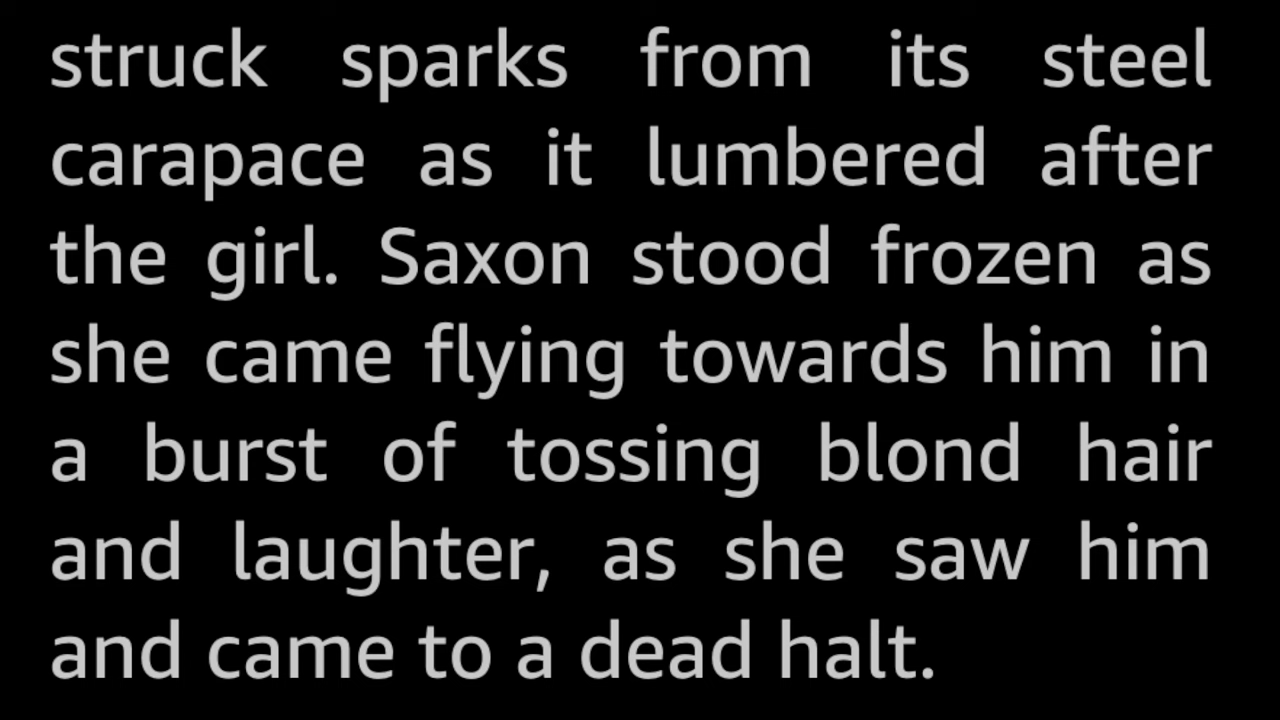 struck sparks from its steel
carapace as it lumbered after
the girl. Saxon stood frozen as
she came flying towards him in
a burst of tossing blond hair
and laughter, as she saw him
and came to a dead halt.